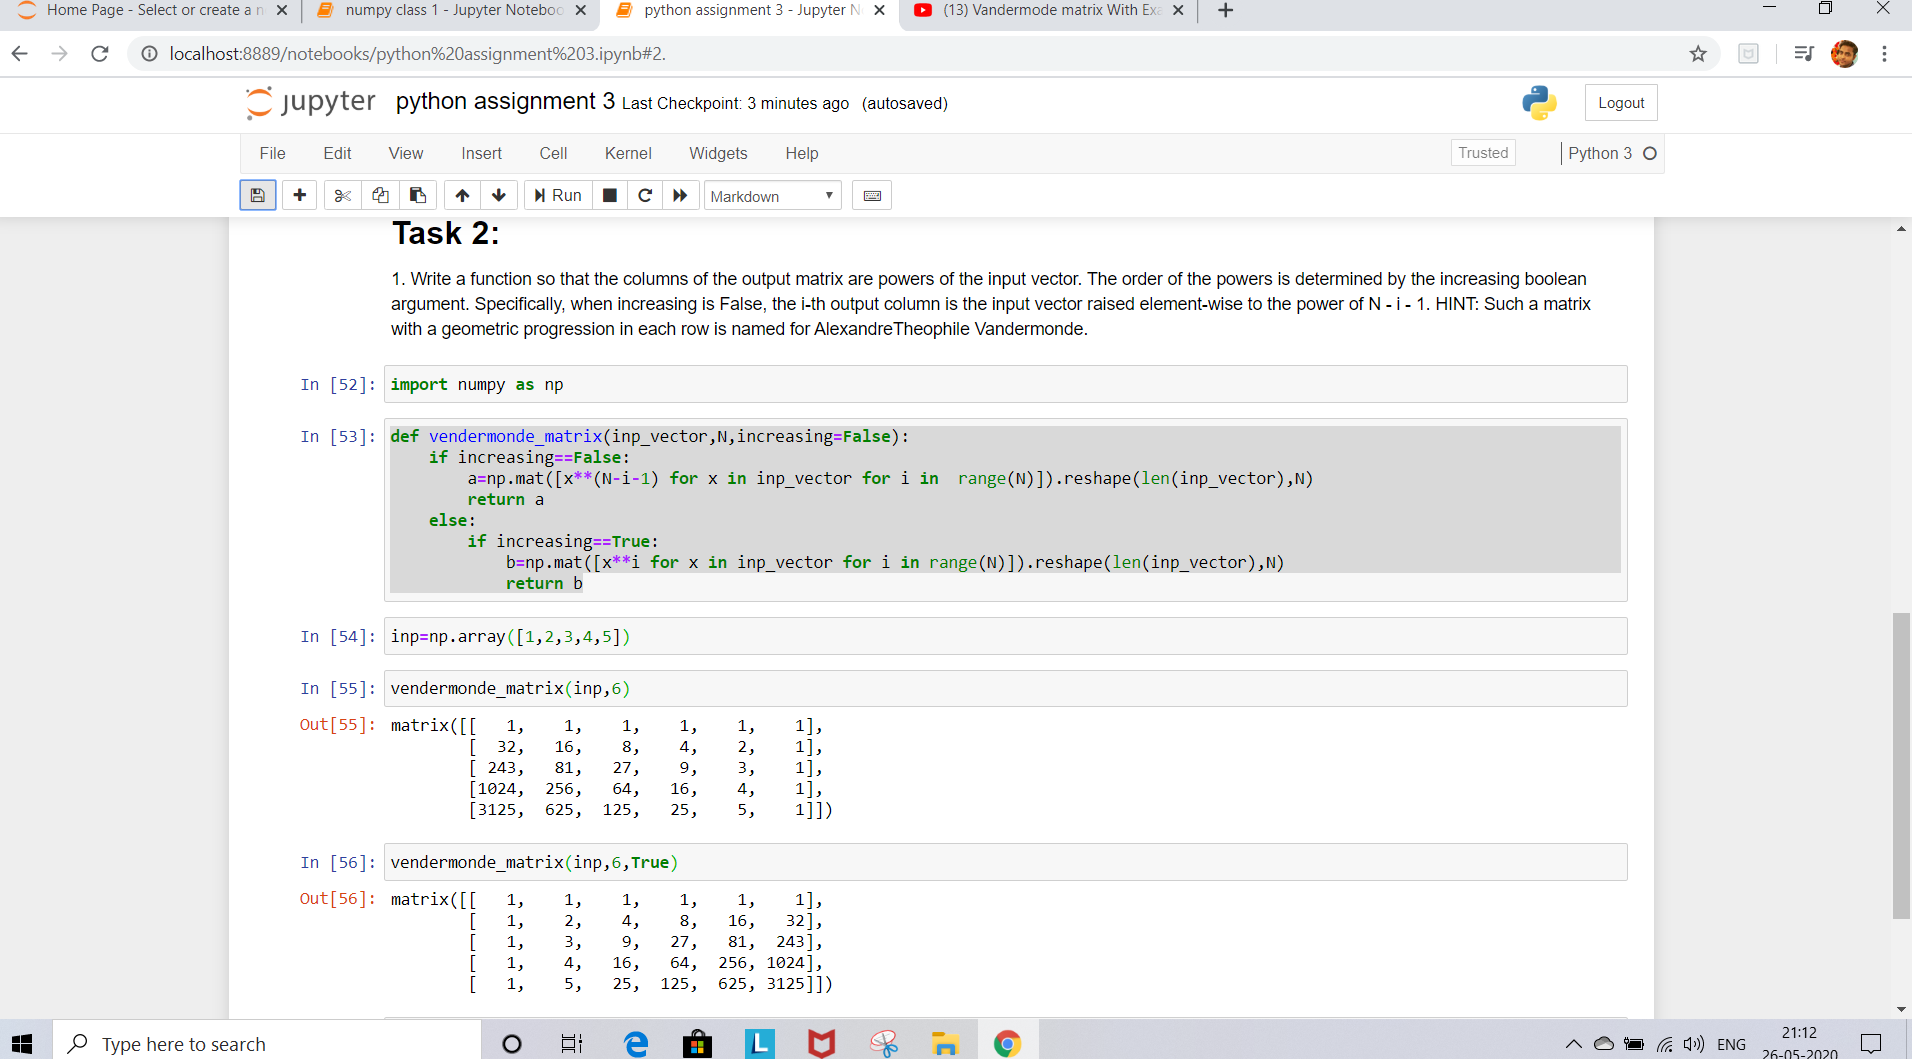 Home Page - Select or create a n
numpy class 1 - Jupyter Noteboo
python assignment 3 - Jupyter N
(13) Vandermode matrix With Exa
localhost:8889/notebooks/python%20assignment%203.ipynb#2.
jupyter python assignment 3 Last Checkpoint: 3 minutes ago (autosaved)
Logout
File Edit View Insert Cell Kernel Widgets Help
Trusted
Python 3
Run
Markdown
Task 2:
1. Write a function so that the columns of the output matrix are powers of the input vector. The order of the powers is determined by the increasing boolean
argument. Specifically, when increasing is False, the i-th output column is the input vector raised element-wise to the power of N - i - 1. HINT: Such a matrix
with a geometric progression in each row is named for AlexandreTheophile Vandermonde.
In [52]: import numpy as np
In [53]: def vendermonde_matrix(inp_vector,N,increasing=False):
    if increasing==False:
        a=np.mat([x**(N-i-1) for x in inp_vector for i in  range(N)]).reshape(len(inp_vector),N)
        return a
    else:
        if increasing==True:
            b=np.mat([x**i for x in inp_vector for i in range(N)]).reshape(len(inp_vector),N)
            return b
In [54]: inp=np.array([1,2,3,4,5])
In [55]: vendermonde_matrix(inp,6)
Out[55]: matrix([[   1,    1,    1,    1,    1,    1],
        [  32,   16,    8,    4,    2,    1],
        [ 243,   81,   27,    9,    3,    1],
        [1024,  256,   64,   16,    4,    1],
        [3125,  625,  125,   25,    5,    1]])
In [56]: vendermonde_matrix(inp,6,True)
Out[56]: matrix([[   1,    1,    1,    1,    1,    1],
        [   1,    2,    4,    8,   16,   32],
        [   1,    3,    9,   27,   81,  243],
        [   1,    4,   16,   64,  256, 1024],
        [   1,    5,   25,  125,  625, 3125]])
Type here to search
L
ENG
21:12
26-05-2020